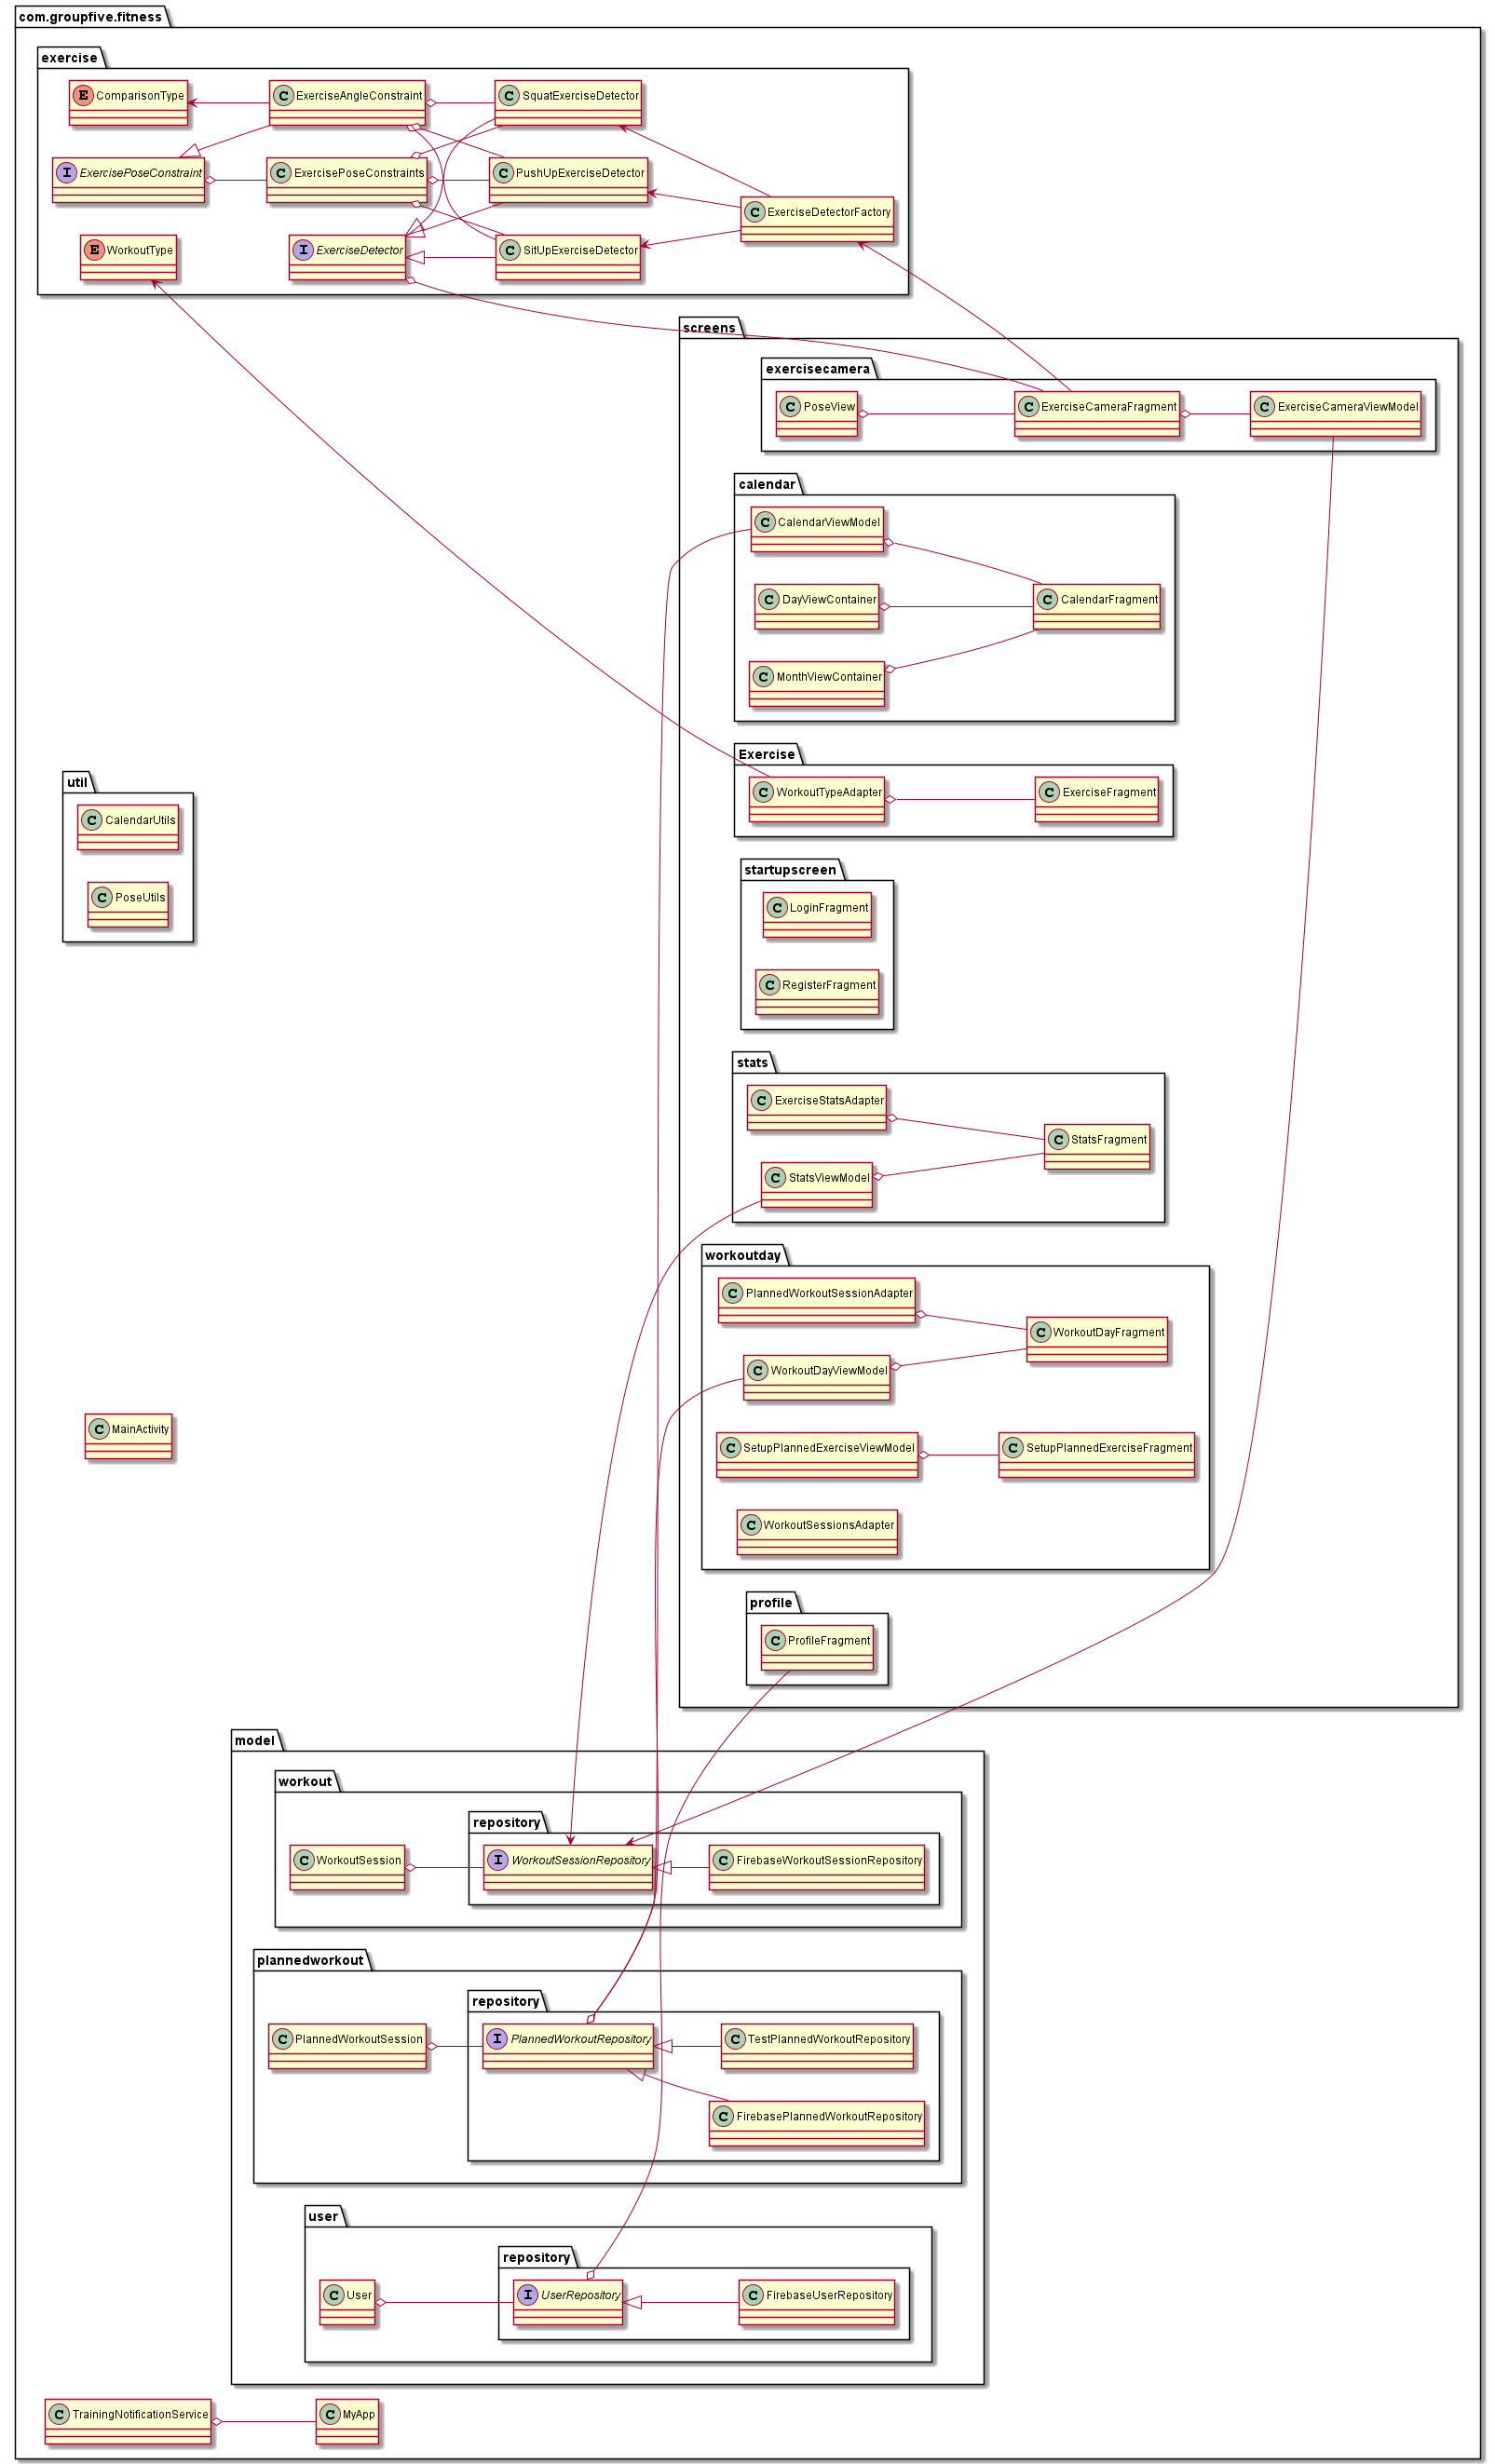 com.groupfive.fitness
exercise
E ComparisonType
C ExerciseAngleConstraint
C SquatExerciseDetector
I ExercisePoseConstraint
C ExercisePoseConstraints
C PushUpExerciseDetector
C ExerciseDetectorFactory
E WorkoutType
I ExerciseDetector
C SitUpExerciseDetector
screens
exercisecamera
C PoseView
C ExerciseCameraFragment
C ExerciseCameraViewModel
calendar
C CalendarViewModel
C DayViewContainer
C CalendarFragment
C MonthViewContainer
Exercise
C WorkoutTypeAdapter
C ExerciseFragment
util
C CalendarUtils
C PoseUtils
startupscreen
C LoginFragment
C RegisterFragment
stats
C ExerciseStatsAdapter
C StatsFragment
C StatsViewModel
workoutday
C PlannedWorkoutSessionAdapter
C WorkoutDayFragment
C WorkoutDayViewModel
C MainActivity
C SetupPlannedExerciseViewModel
C SetupPlannedExerciseFragment
C WorkoutSessionsAdapter
profile
C ProfileFragment
model
workout
repository
C WorkoutSession
I WorkoutSessionRepository
C FirebaseWorkoutSessionRepository
plannedworkout
repository
C PlannedWorkoutSession
I PlannedWorkoutRepository
C TestPlannedWorkoutRepository
C FirebasePlannedWorkoutRepository
user
repository
C User
I UserRepository
C FirebaseUserRepository
C TrainingNotificationService
C MyApp